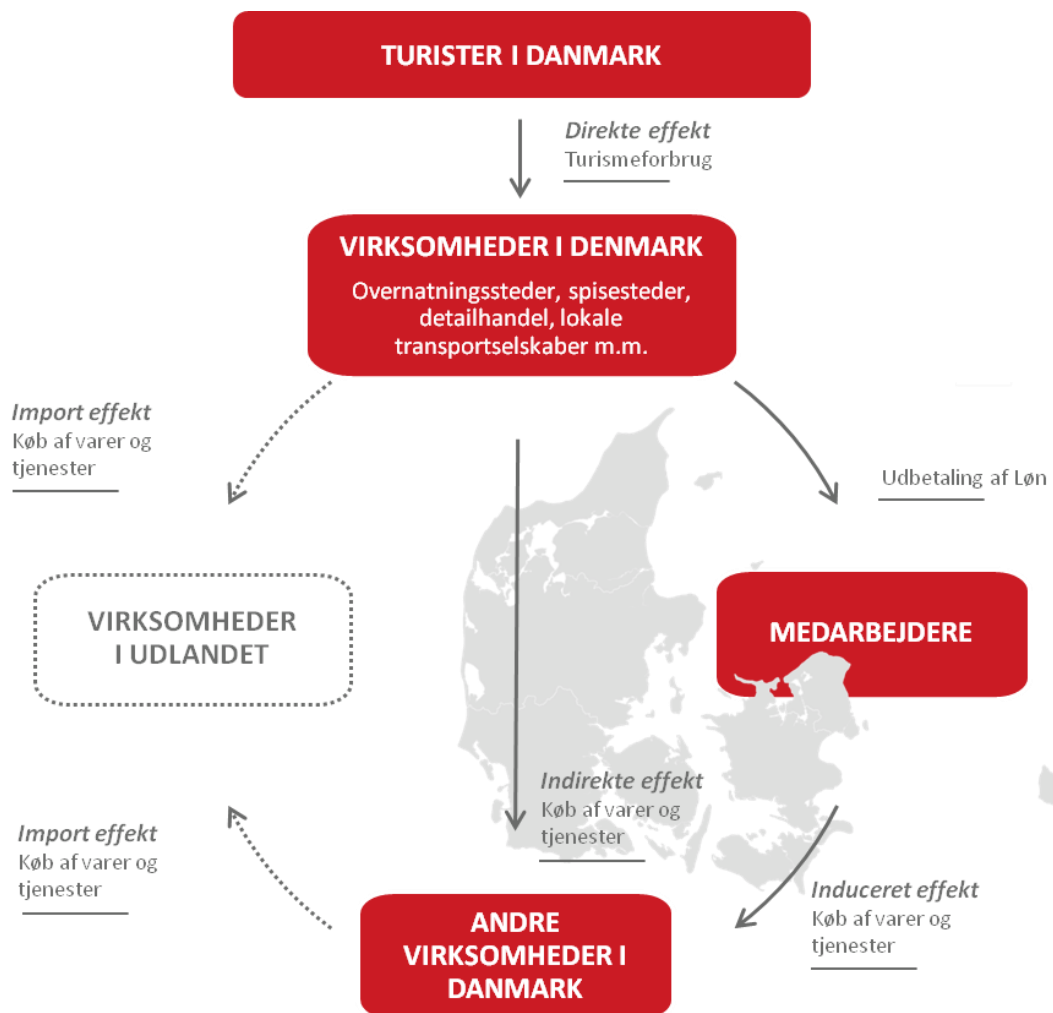 TURISTER I DANMARK
Direkte effekt
Turismeforbrug
VIRKSOMHEDER I DENMARK
Overnatningssteder, spisesteder,
detailhandel, lokale
transportselskaber m.m.
Import effekt
Køb af varer og
tjenester
Udbetaling af Løn
VIRKSOMHEDER
I UDLANDET
MEDARBEJDERE
Indirekte effekt
Køb af varer og
tjenester
Import effekt
Køb af varer og
tjenester
Induceret effekt
Køb af varer og
tjenester
ANDRE
VIRKSOMHEDER I
DANMARK